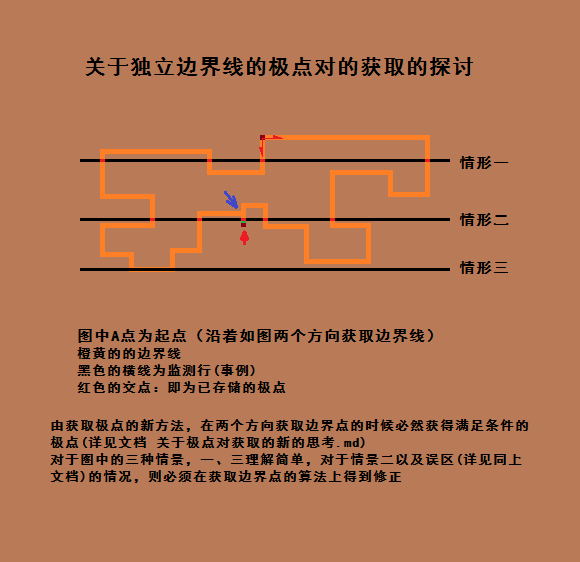 关于独立边界线的极点对的获取的探讨
情形一
情形二
情形三
图中A点为起点（沿着如图两个方向获取边界线）
橙黄的的边界线
黑色的横线为监测行(事例)
红色的交点：即为已存储的极点
由获取极点的新方法，在两个方向获取边界点的时候必然获得满足条件的
极点(详见文档 关于极点对获取的新的思考.md)
对于图中的三种情景，一、三理解简单，对于情景二以及误区(详见同上
文档)的情况，则必须在获取边界点的算法上得到修正